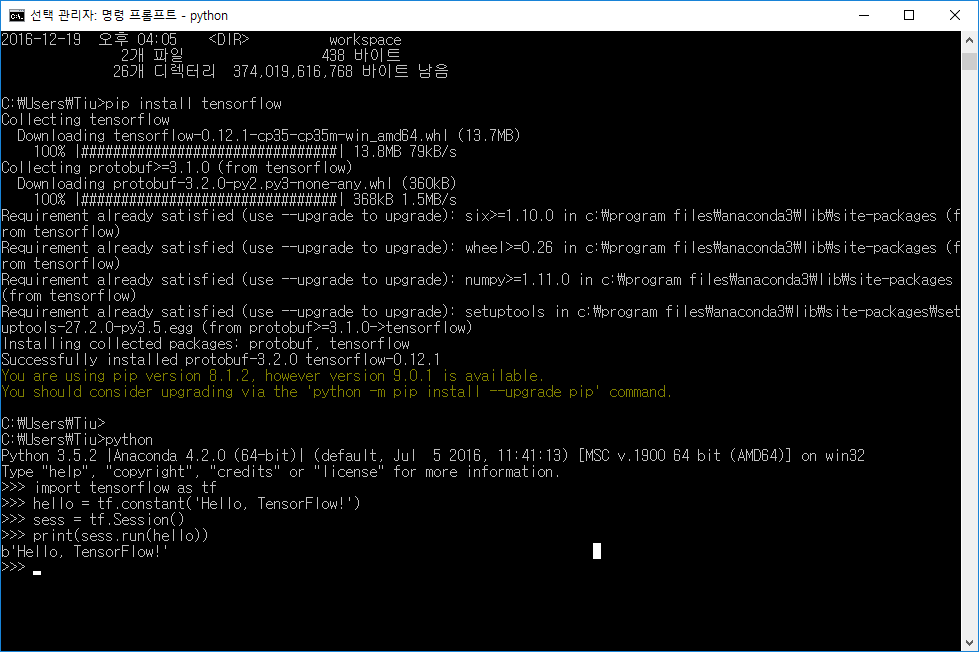 선택 관리자: 명령 프롬프트 - python
2016-12-19  오후 04:05    <DIR>          workspace
2개 파일                 438 바이트
26개 디렉터리  374,019,616,768 바이트 남음
C:₩Users₩Tiu>pip install tensorflow
Collecting tensorflow
Downloading tensorflow-0.12.1-cp35-cp35m-win_amd64.whl (13.7MB)
100% |################################| 13.8MB 79kB/s
Collecting protobuf>=3.1.0 (from tensorflow)
Downloading protobuf-3.2.0-py2.py3-none-any.whl (360kB)
100% |################################| 368kB 1.5MB/s
Requirement already satisfied (use --upgrade to upgrade): six>=1.10.0 in c:₩program files₩anaconda3₩lib₩site-packages (f
rom tensorflow)
Requirement already satisfied (use --upgrade to upgrade): wheel>=0.26 in c:₩program files₩anaconda3₩lib₩site-packages (f
rom tensorflow)
Requirement already satisfied (use --upgrade to upgrade): numpy>=1.11.0 in c:₩program files₩anaconda3₩lib₩site-packages
(from tensorflow)
Requirement already satisfied (use --upgrade to upgrade): setuptools in c:₩program files₩anaconda3₩lib₩site-packages₩set
uptools-27.2.0-py3.5.egg (from protobuf>=3.1.0->tensorflow)
Installing collected packages: protobuf, tensorflow
Successfully installed protobuf-3.2.0 tensorflow-0.12.1
You are using pip version 8.1.2, however version 9.0.1 is available.
You should consider upgrading via the 'python -m pip install --upgrade pip' command.
C:₩Users₩Tiu>
C:₩Users₩Tiu>python
Python 3.5.2 |Anaconda 4.2.0 (64-bit)| (default, Jul  5 2016, 11:41:13) [MSC v.1900 64 bit (AMD64)] on win32
Type "help", "copyright", "credits" or "license" for more information.
>>> import tensorflow as tf
>>> hello = tf.constant('Hello, TensorFlow!')
>>> sess = tf.Session()
>>> print(sess.run(hello))
b'Hello, TensorFlow!'
>>>